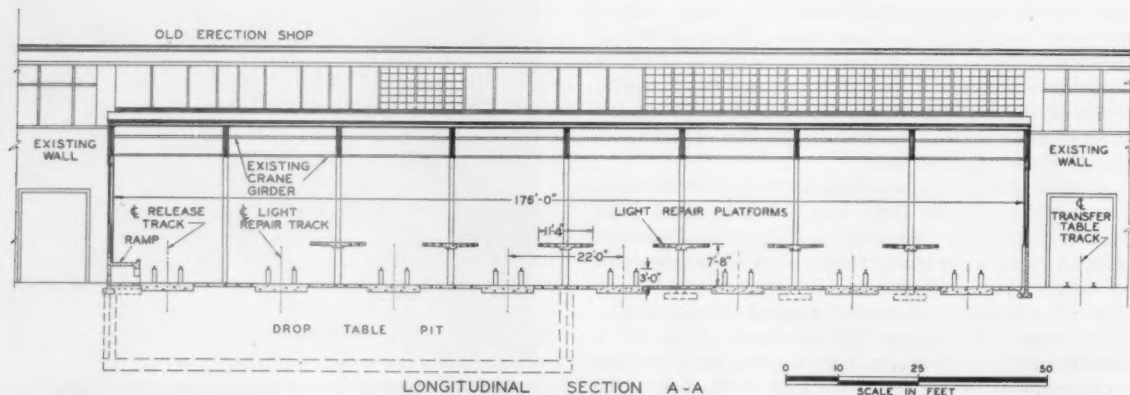 OLD ERECTION SHOP
EXISTING
WALL
EXISTING
CRANE
GIRDER
EXISTING
WALL
176'-0"
℄ RELEASE
TRACK
℄ LIGHT
REPAIR TRACK
LIGHT REPAIR PLATFORMS
℄
TRANSFER
TABLE
TRACK
RAMP
11'-4"
22'-0"
7'-8"
3'-0"
DROP TABLE PIT
LONGITUDINAL SECTION A-A
0 10 25 50
SCALE IN FEET